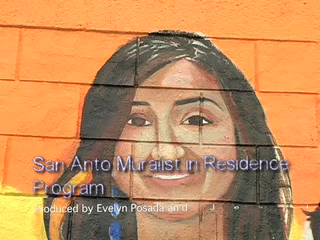 San Anto Muralist in Residence
Program
Produced by Evelyn Posada and